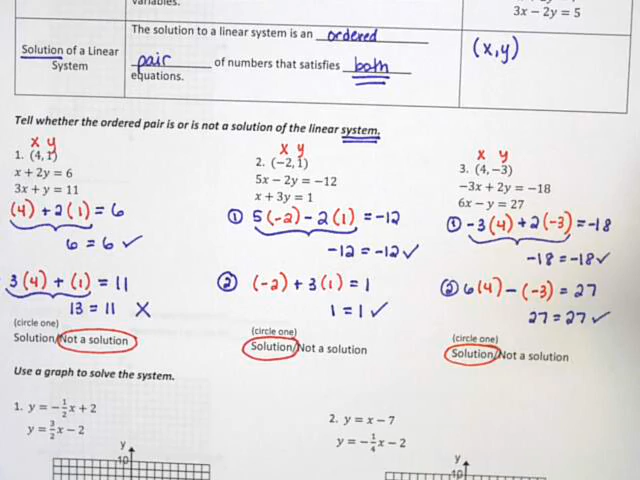 variables.
3x − 2y = 5
Solution of a Linear System
The solution to a linear system is an ordered
pair of numbers that satisfies both
equations.
(x,y)
Tell whether the ordered pair is or is not a solution of the linear system.
x y
1. (4, 1)
x + 2y = 6
3x + y = 11
(4) + 2(1) = 6
6 = 6 ✓
3(4) + (1) = 11
13 = 11 X
(circle one)
Solution/Not a solution
x y
2. (−2, 1)
5x − 2y = −12
x + 3y = 1
① 5(-2) - 2(1) = -12
-12 = -12 ✓
② (-2) + 3(1) = 1
1 = 1 ✓
(circle one)
Solution/Not a solution
x y
3. (4, −3)
−3x + 2y = −18
6x − y = 27
① -3(4) + 2(-3) = -18
-18 = -18 ✓
② 6(4) - (-3) = 27
27 = 27 ✓
(circle one)
Solution/Not a solution
Use a graph to solve the system.
1. y = −1/2x + 2
y = 3/2x − 2
y
10
2. y = x − 7
y = −1/4x − 2
y
10